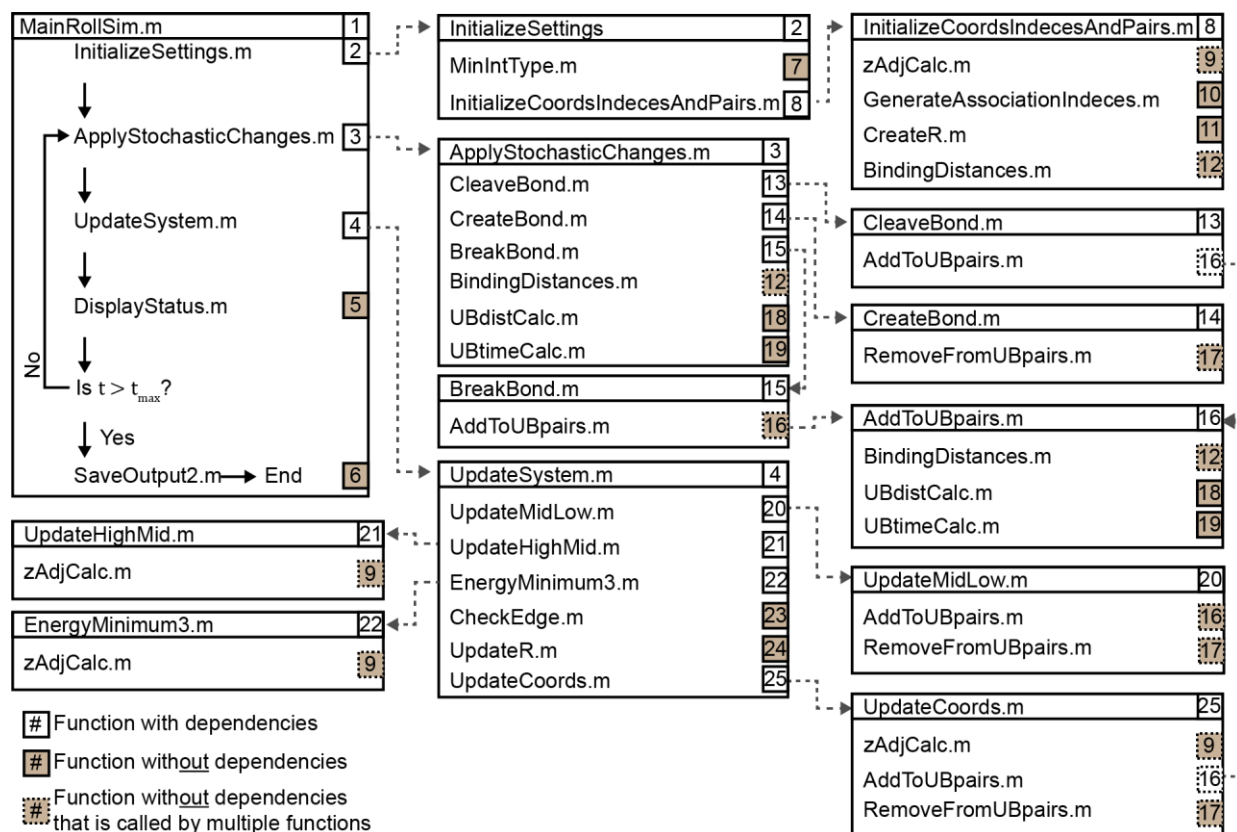 MainRollSim.m 1
InitializeSettings.m 2
ApplyStochasticChanges.m 3
UpdateSystem.m 4
DisplayStatus.m 5
No
Is t > tmax?
Yes
SaveOutput2.m End 6
UpdateHighMid.m 21
zAdjCalc.m 9
EnergyMinimum3.m 22
zAdjCalc.m 9
# Function with dependencies
# Function without dependencies
# Function without dependencies
that is called by multiple functions
InitializeSettings 2
MinIntType.m 7
InitializeCoordsIndecesAndPairs.m 8
ApplyStochasticChanges.m 3
CleaveBond.m 13
CreateBond.m 14
BreakBond.m 15
BindingDistances.m 12
UBdistCalc.m 18
UBtimeCalc.m 19
BreakBond.m 15
AddToUBpairs.m 16
UpdateSystem.m 4
UpdateMidLow.m 20
UpdateHighMid.m 21
EnergyMinimum3.m 22
CheckEdge.m 23
UpdateR.m 24
UpdateCoords.m 25
InitializeCoordsIndecesAndPairs.m 8
zAdjCalc.m 9
GenerateAssociationIndeces.m 10
CreateR.m 11
BindingDistances.m 12
CleaveBond.m 13
AddToUBpairs.m 16
CreateBond.m 14
RemoveFromUBpairs.m 17
AddToUBpairs.m 16
BindingDistances.m 12
UBdistCalc.m 18
UBtimeCalc.m 19
UpdateMidLow.m 20
AddToUBpairs.m 16
RemoveFromUBpairs.m 17
UpdateCoords.m 25
zAdjCalc.m 9
AddToUBpairs.m 16
RemoveFromUBpairs.m 17